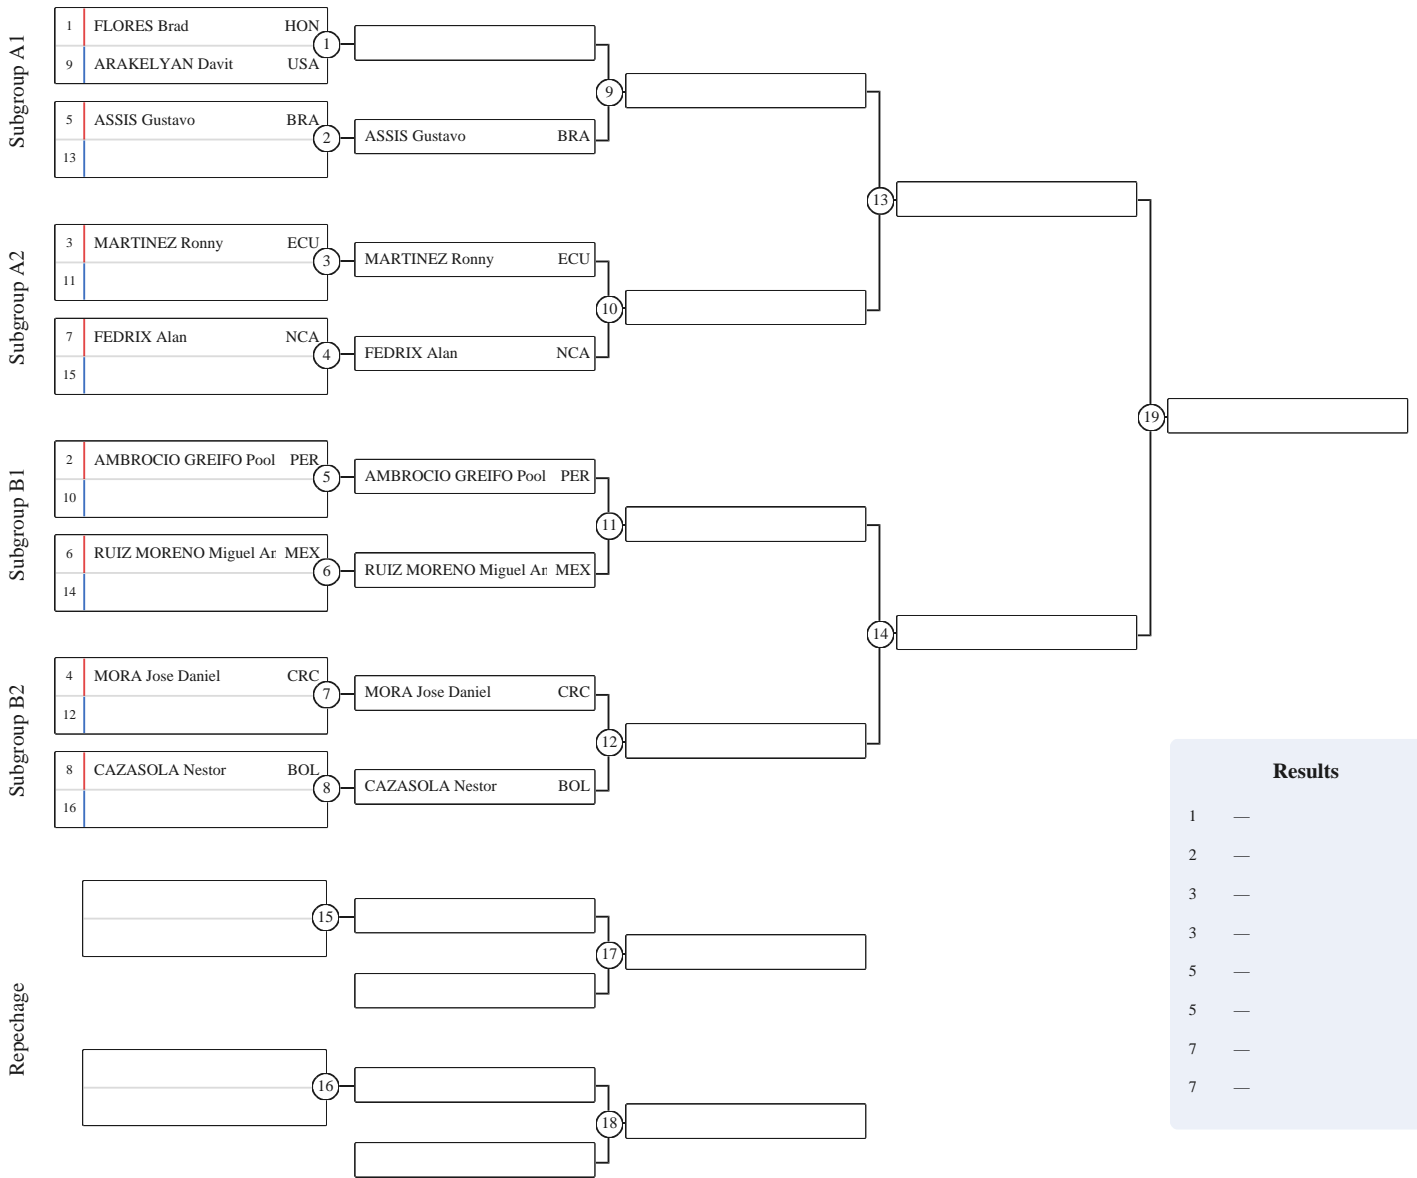 Subgroup A1
1 FLORES Brad HON
9 ARAKELYAN Davit USA
1
5 ASSIS Gustavo BRA
13
2
ASSIS Gustavo BRA
9
13
Subgroup A2
3 MARTINEZ Ronny ECU
11
3
MARTINEZ Ronny ECU
7 FEDRIX Alan NCA
15
4
FEDRIX Alan NCA
10
19
Subgroup B1
2 AMBROCIO GREIFO Pool PER
10
5
AMBROCIO GREIFO Pool PER
6 RUIZ MORENO Miguel An MEX
14
6
RUIZ MORENO Miguel An MEX
11
14
Subgroup B2
4 MORA Jose Daniel CRC
12
7
MORA Jose Daniel CRC
8 CAZASOLA Nestor BOL
16
8
CAZASOLA Nestor BOL
12
Repechage
15
17
16
18
Results
1 —
2 —
3 —
3 —
5 —
5 —
7 —
7 —